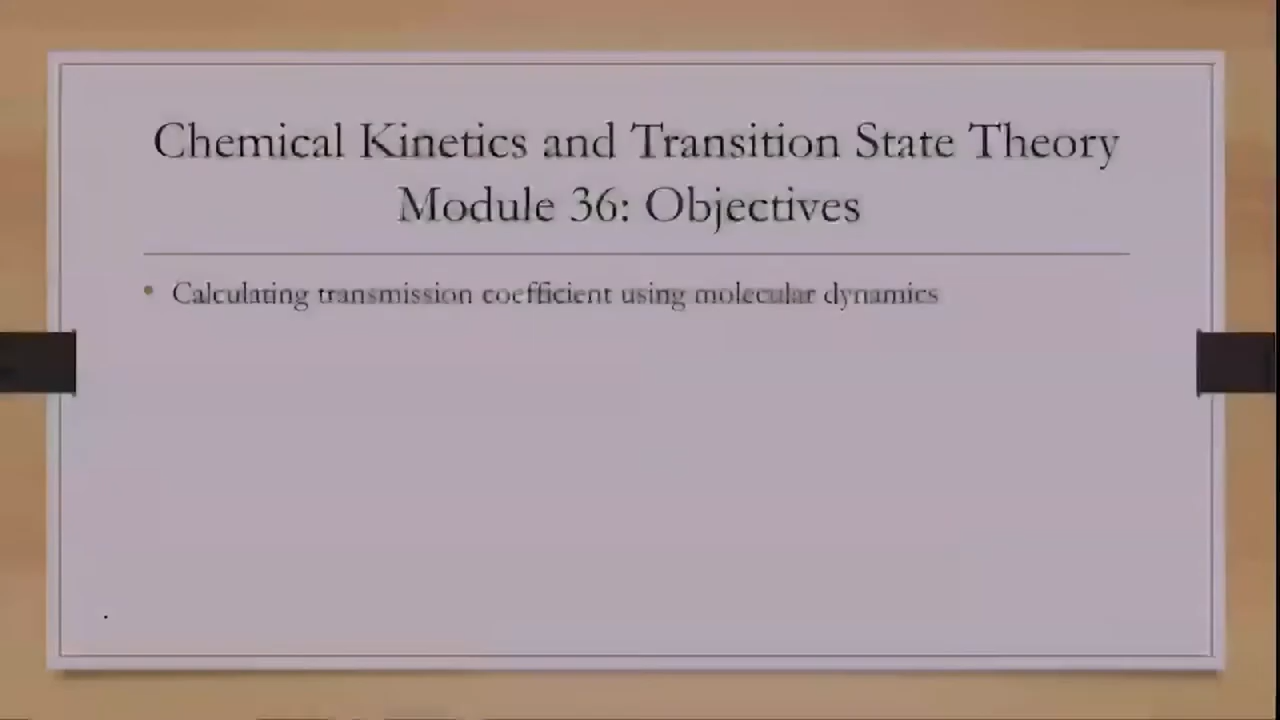 Chemical Kinetics and Transition State Theory
Module 36: Objectives
• Calculating transmission coefficient using molecular dynamics